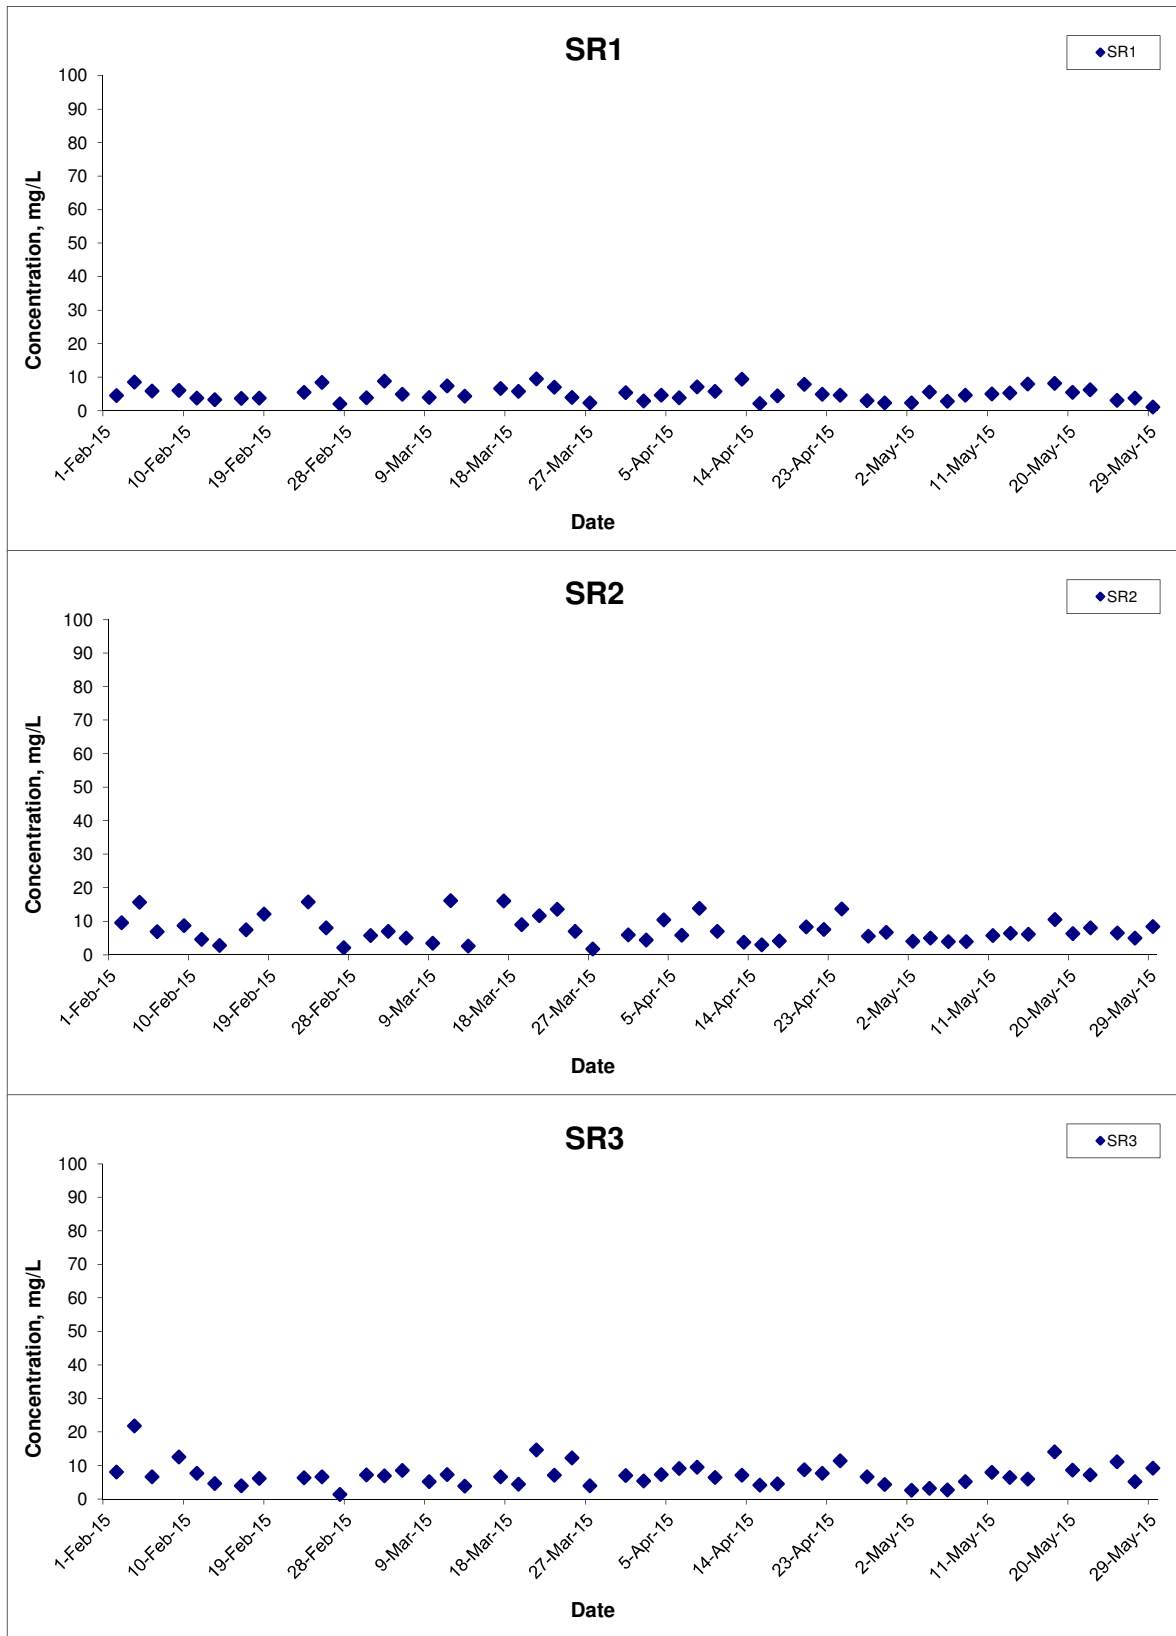 SR1
SR1
100
90
80
70
60
50
40
30
20
10
0
Concentration, mg/L
1-Feb-15
10-Feb-15
19-Feb-15
28-Feb-15
9-Mar-15
18-Mar-15
27-Mar-15
5-Apr-15
14-Apr-15
23-Apr-15
2-May-15
11-May-15
20-May-15
29-May-15
Date
SR2
SR2
100
90
80
70
60
50
40
30
20
10
0
Concentration, mg/L
1-Feb-15
10-Feb-15
19-Feb-15
28-Feb-15
9-Mar-15
18-Mar-15
27-Mar-15
5-Apr-15
14-Apr-15
23-Apr-15
2-May-15
11-May-15
20-May-15
29-May-15
Date
SR3
SR3
100
90
80
70
60
50
40
30
20
10
0
Concentration, mg/L
1-Feb-15
10-Feb-15
19-Feb-15
28-Feb-15
9-Mar-15
18-Mar-15
27-Mar-15
5-Apr-15
14-Apr-15
23-Apr-15
2-May-15
11-May-15
20-May-15
29-May-15
Date